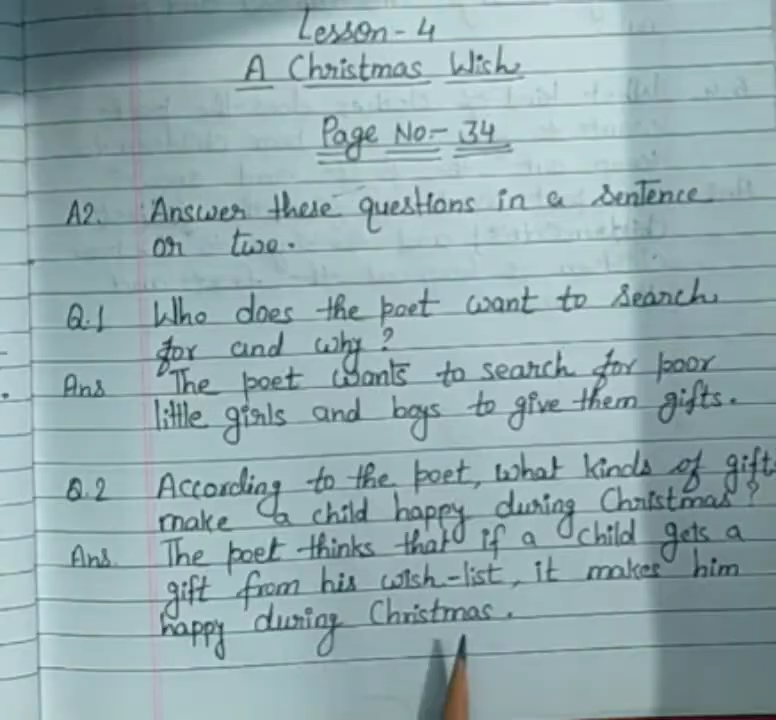 Lesson - 4
A Christmas Wish
Page No:- 34
A2. Answer these questions in a sentence
or two.
Q.1 Who does the poet want to search
for and why?
Ans The poet wants to search for poor
little girls and boys to give them gifts.
Q.2 According to the poet, what kinds of gift
make a child happy during Christmas?
Ans. The poet thinks that if a child gets a
gift from his wish-list, it makes him
happy during Christmas.